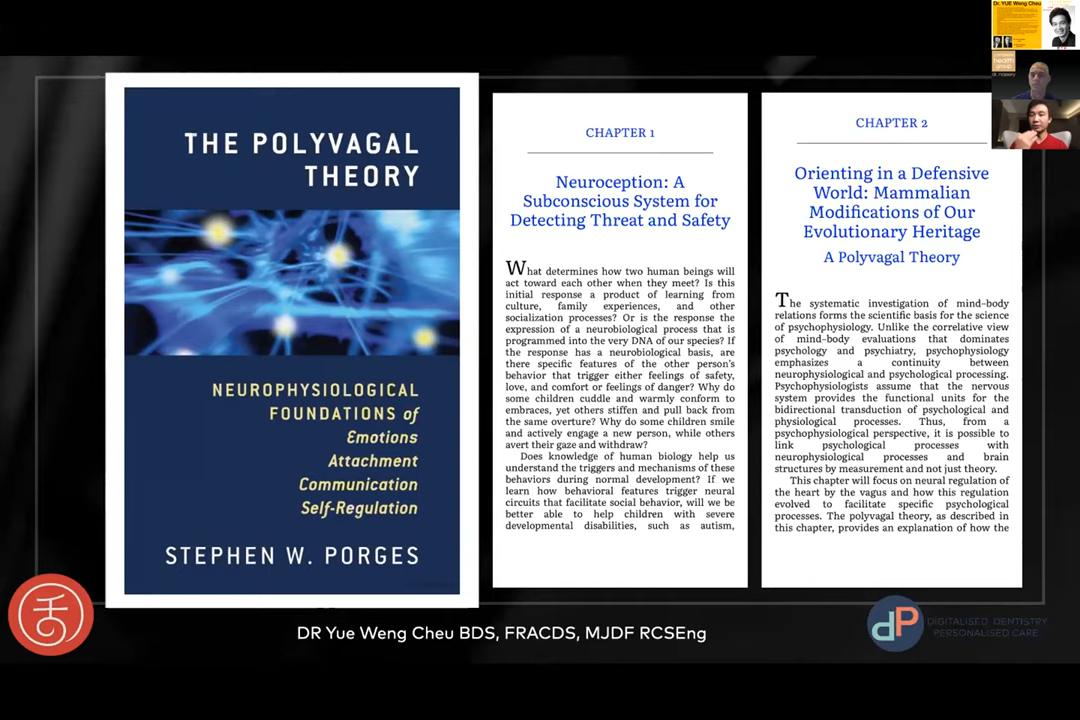 Dr. YUE Weng Cheu
THE POLYVAGAL
THEORY
NEUROPHYSIOLOGICAL
FOUNDATIONS of
Emotions
Attachment
Communication
Self-Regulation
STEPHEN W. PORGES
CHAPTER 1
Neuroception: A
Subconscious System for
Detecting Threat and Safety
What determines how two human beings will
act toward each other when they meet? Is this
initial response a product of learning from
culture, family experiences, and other
socialization processes? Or is the response the
expression of a neurobiological process that is
programmed into the very DNA of our species? If
the response has a neurobiological basis, are
there specific features of the other person's
behavior that trigger either feelings of safety,
love, and comfort or feelings of danger? Why do
some children cuddle and warmly conform to
embraces, yet others stiffen and pull back from
the same overture? Why do some children smile
and actively engage a new person, while others
avert their gaze and withdraw?
Does knowledge of human biology help us
understand the triggers and mechanisms of these
behaviors during normal development? If we
learn how behavioral features trigger neural
circuits that facilitate social behavior, will we be
better able to help children with severe
developmental disabilities, such as autism,
CHAPTER 2
Orienting in a Defensive
World: Mammalian
Modifications of Our
Evolutionary Heritage
A Polyvagal Theory
The systematic investigation of mind–body
relations forms the scientific basis for the science
of psychophysiology. Unlike the correlative view
of mind–body evaluations that dominates
psychology and psychiatry, psychophysiology
emphasizes a continuity between
neurophysiological and psychological processing.
Psychophysiologists assume that the nervous
system provides the functional units for the
bidirectional transduction of psychological and
physiological processes. Thus, from a
psychophysiological perspective, it is possible to
link psychological processes with
neurophysiological processes and brain
structures by measurement and not just theory.
This chapter will focus on neural regulation of
the heart by the vagus and how this regulation
evolved to facilitate specific psychological
processes. The polyvagal theory, as described in
this chapter, provides an explanation of how the
舌
DR Yue Weng Cheu BDS, FRACDS, MJDF RCSEng
dP
DIGITALISED DENTISTRY
PERSONALISED CARE